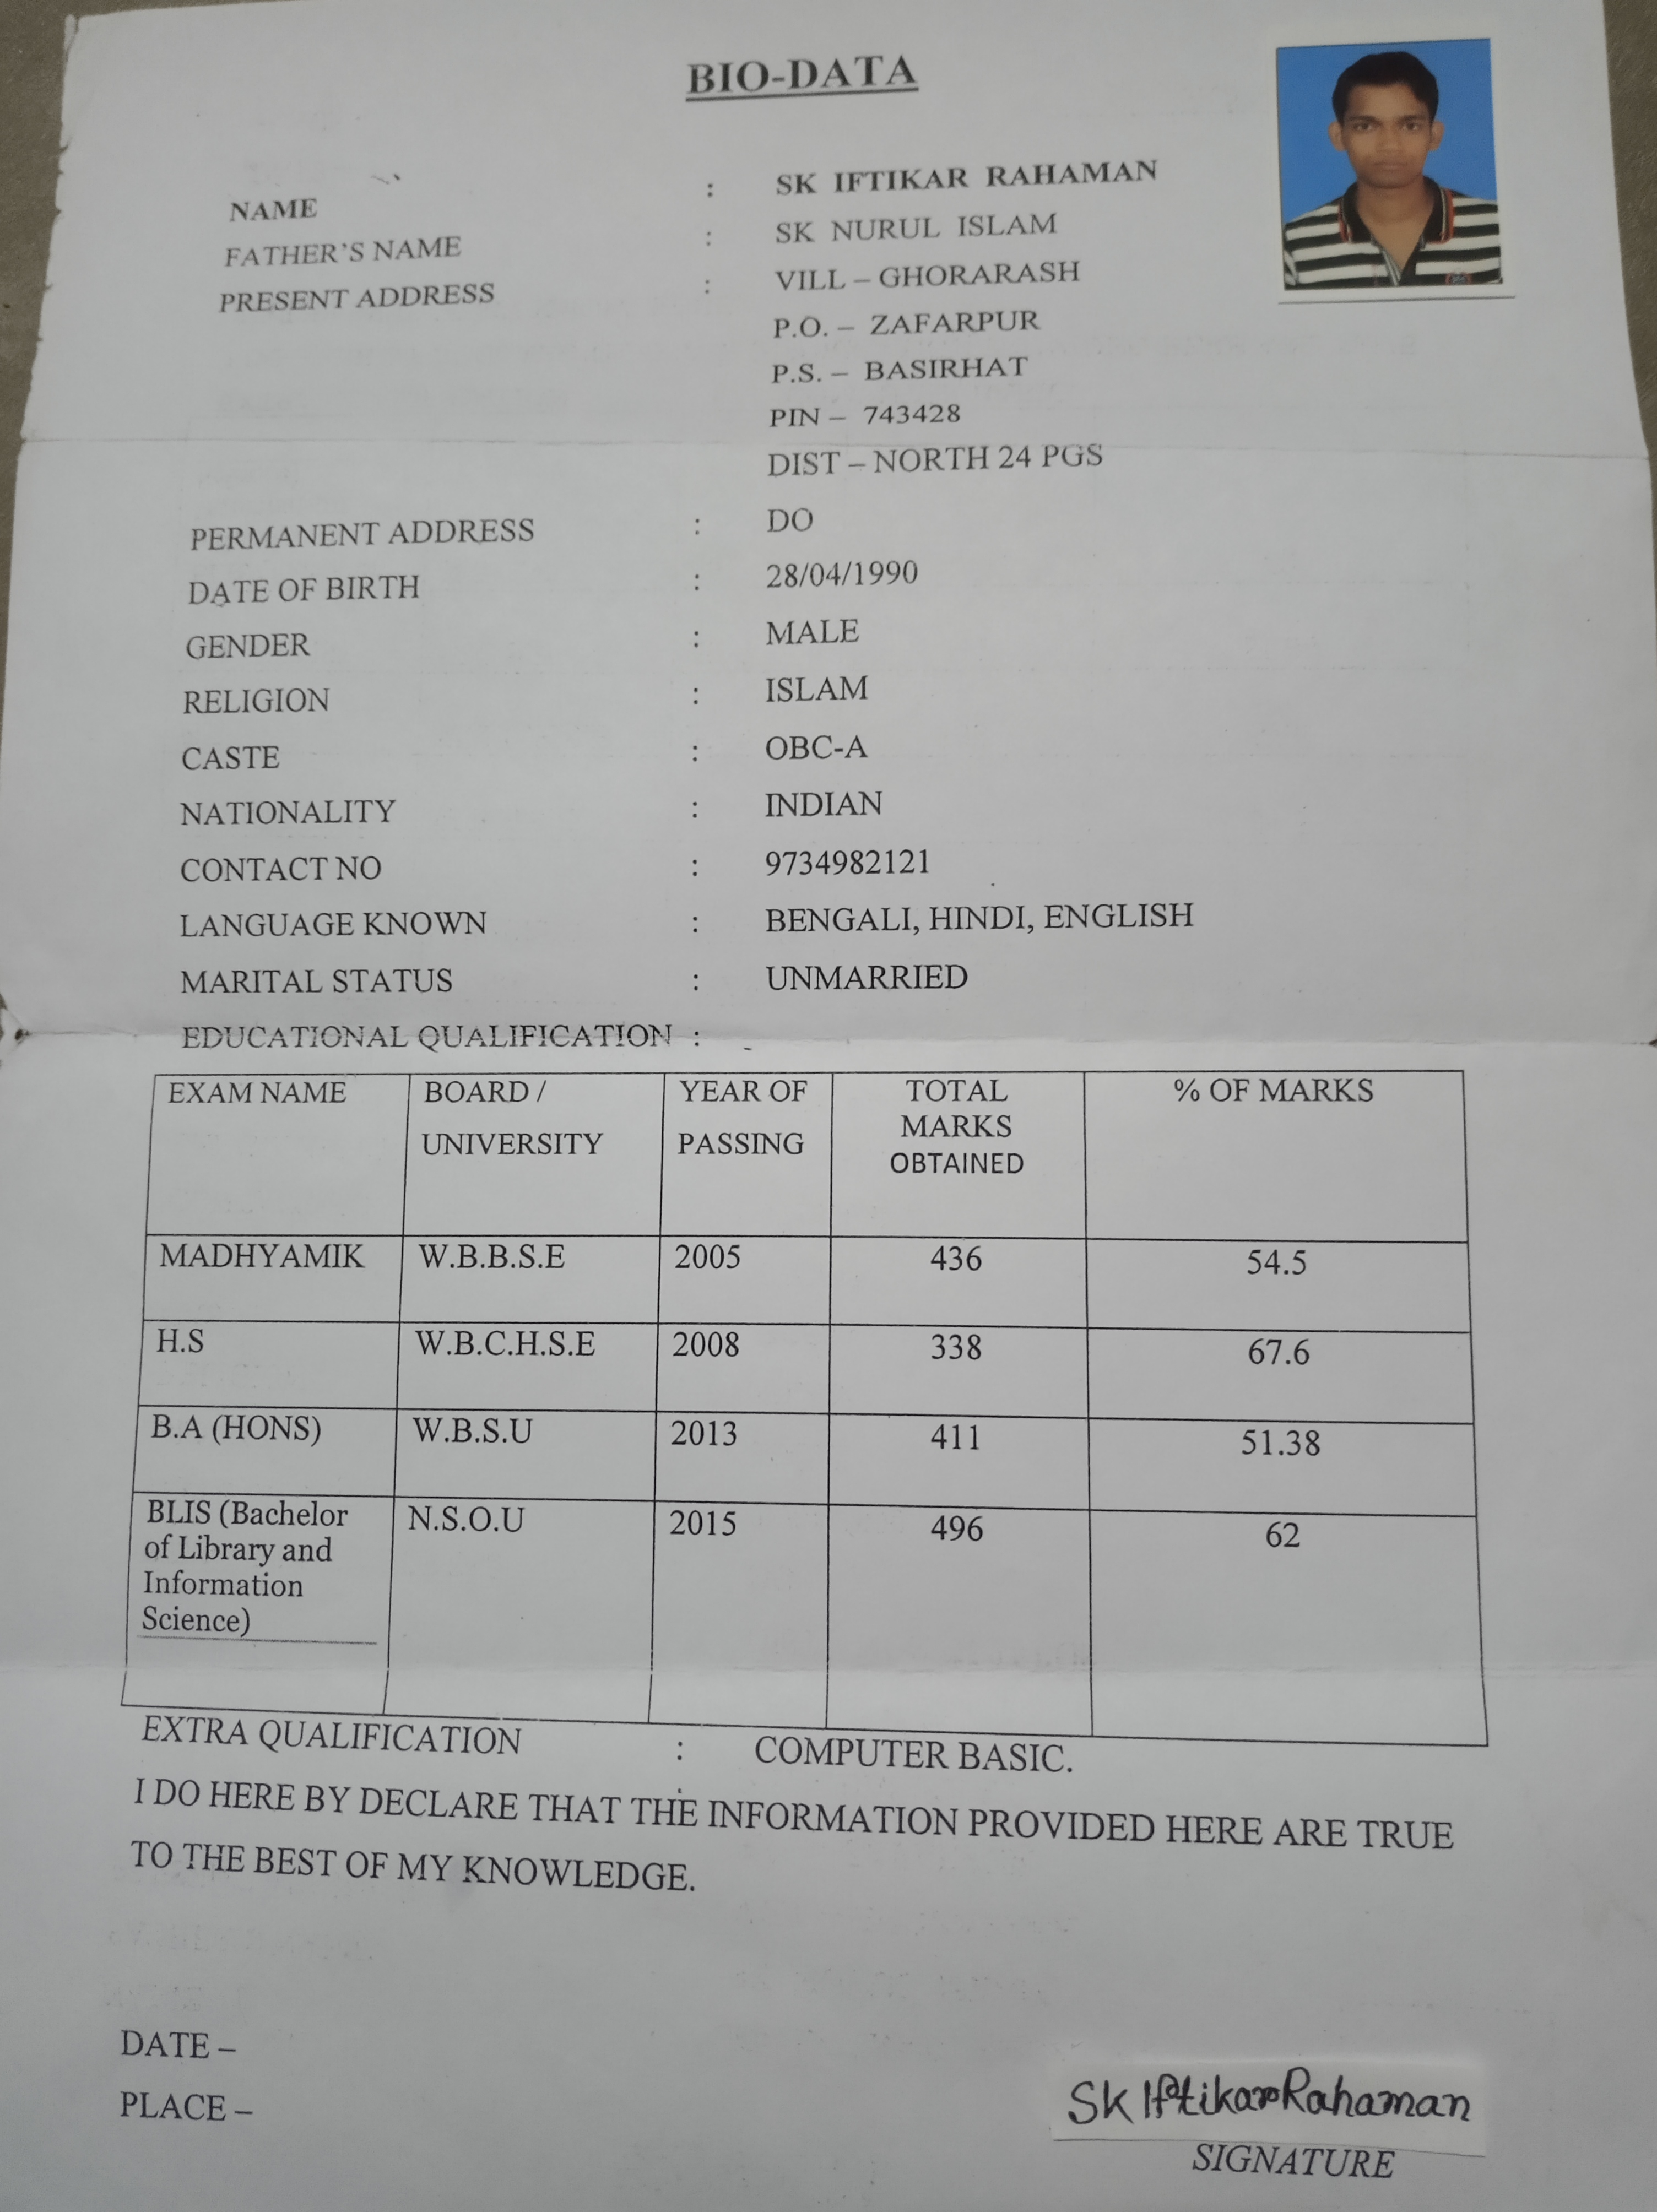 BIO-DATA
NAME : SK IFTIKAR RAHAMAN
FATHER'S NAME : SK NURUL ISLAM
PRESENT ADDRESS : VILL – GHORARASH
P.O. – ZAFARPUR
P.S. – BASIRHAT
PIN – 743428
DIST – NORTH 24 PGS
PERMANENT ADDRESS : DO
DATE OF BIRTH : 28/04/1990
GENDER : MALE
RELIGION : ISLAM
CASTE : OBC-A
NATIONALITY : INDIAN
CONTACT NO : 9734982121
LANGUAGE KNOWN : BENGALI, HINDI, ENGLISH
MARITAL STATUS : UNMARRIED
EDUCATIONAL QUALIFICATION :
EXAM NAME
BOARD /
UNIVERSITY
YEAR OF
PASSING
TOTAL
MARKS
OBTAINED
% OF MARKS
MADHYAMIK W.B.B.S.E 2005 436 54.5
H.S W.B.C.H.S.E 2008 338 67.6
B.A (HONS) W.B.S.U 2013 411 51.38
BLIS (Bachelor N.S.O.U 2015 496 62
of Library and
Information
Science)
EXTRA QUALIFICATION : COMPUTER BASIC.
I DO HERE BY DECLARE THAT THE INFORMATION PROVIDED HERE ARE TRUE
TO THE BEST OF MY KNOWLEDGE.
DATE –
PLACE –
Sk Iftikar Rahaman
SIGNATURE